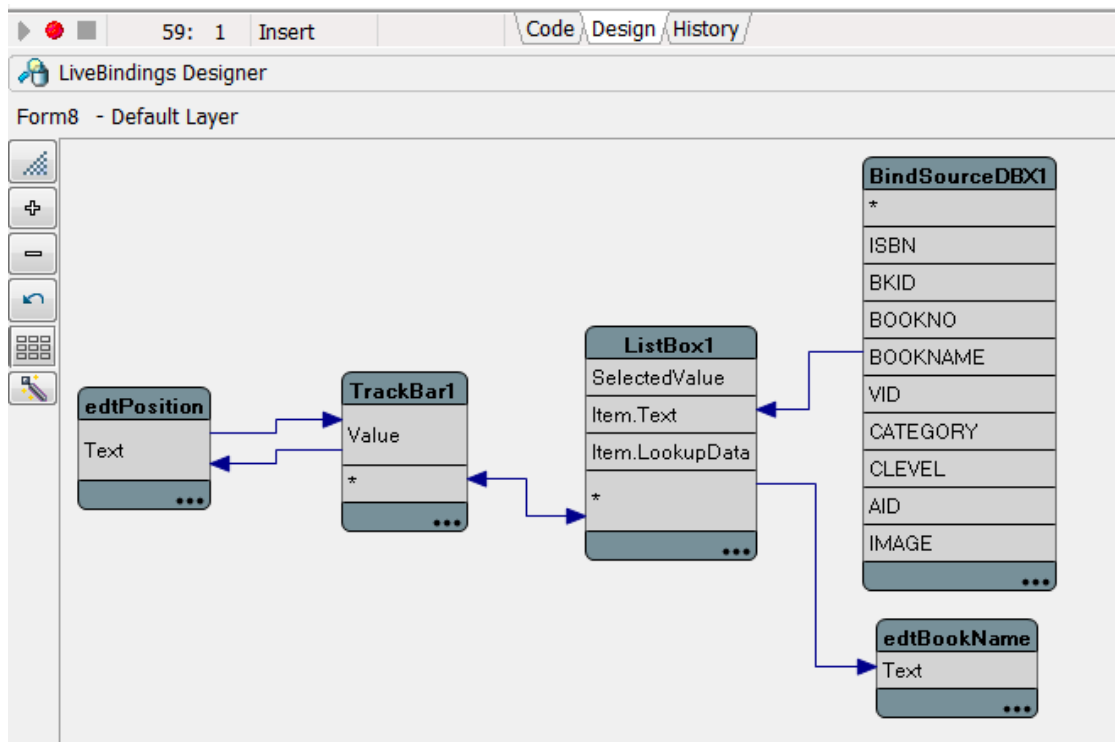 59: 1 Insert
Code Design History
LiveBindings Designer
Form8 - Default Layer
edtPosition
Text
...
TrackBar1
Value
*
...
ListBox1
SelectedValue
Item.Text
Item.LookupData
*
...
BindSourceDBX1
*
ISBN
BKID
BOOKNO
BOOKNAME
VID
CATEGORY
CLEVEL
AID
IMAGE
...
edtBookName
Text
...